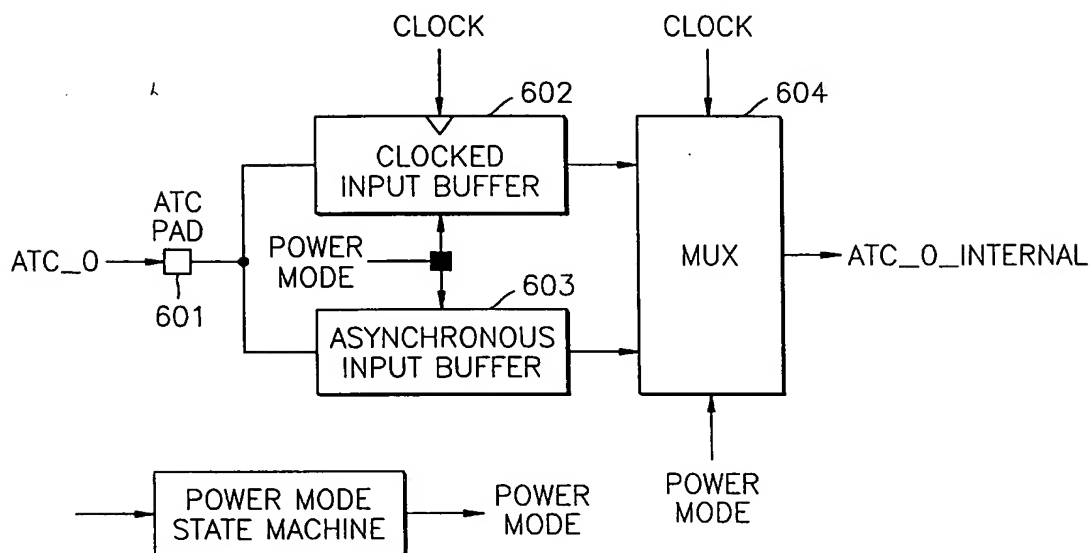 CLOCK
CLOCK
602
604
CLOCKED
INPUT BUFFER
ATC
PAD
ATC_0
601
POWER
MODE
MUX
ATC_0_INTERNAL
603
ASYNCHRONOUS
INPUT BUFFER
POWER MODE
STATE MACHINE
POWER
MODE
POWER
MODE